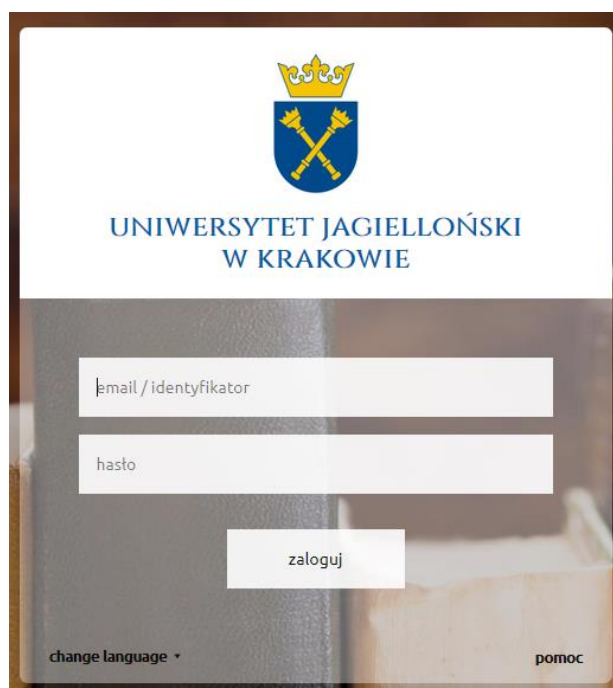 UNIWERSYTET JAGIELLOŃSKI
W KRAKOWIE
email / identyfikator
hasło
zaloguj
change language
pomoc